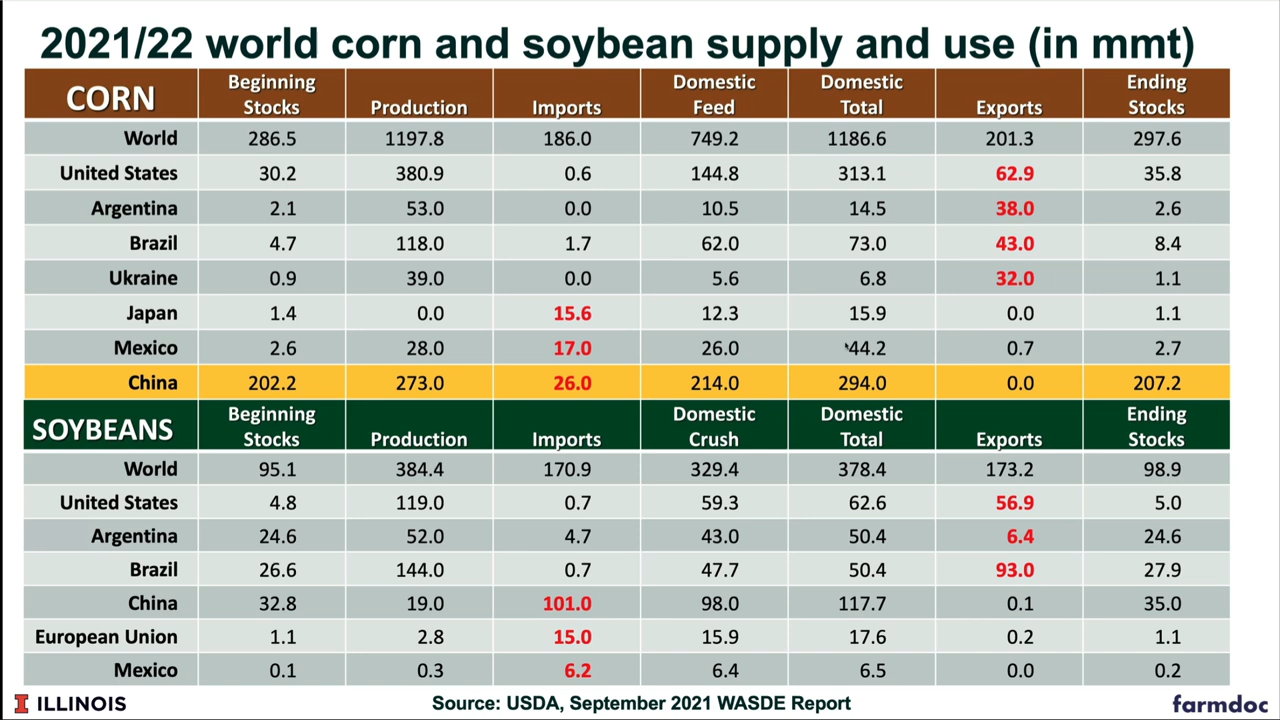 2021/22 world corn and soybean supply and use (in mmt)
CORN Beginning Stocks Production Imports Domestic Feed Domestic Total Exports Ending Stocks
World 286.5 1197.8 186.0 749.2 1186.6 201.3 297.6
United States 30.2 380.9 0.6 144.8 313.1 62.9 35.8
Argentina 2.1 53.0 0.0 10.5 14.5 38.0 2.6
Brazil 4.7 118.0 1.7 62.0 73.0 43.0 8.4
Ukraine 0.9 39.0 0.0 5.6 6.8 32.0 1.1
Japan 1.4 0.0 15.6 12.3 15.9 0.0 1.1
Mexico 2.6 28.0 17.0 26.0 44.2 0.7 2.7
China 202.2 273.0 26.0 214.0 294.0 0.0 207.2
SOYBEANS Beginning Stocks Production Imports Domestic Crush Domestic Total Exports Ending Stocks
World 95.1 384.4 170.9 329.4 378.4 173.2 98.9
United States 4.8 119.0 0.7 59.3 62.6 56.9 5.0
Argentina 24.6 52.0 4.7 43.0 50.4 6.4 24.6
Brazil 26.6 144.0 0.7 47.7 50.4 93.0 27.9
China 32.8 19.0 101.0 98.0 117.7 0.1 35.0
European Union 1.1 2.8 15.0 15.9 17.6 0.2 1.1
Mexico 0.1 0.3 6.2 6.4 6.5 0.0 0.2
I ILLINOIS Source: USDA, September 2021 WASDE Report farmdoc